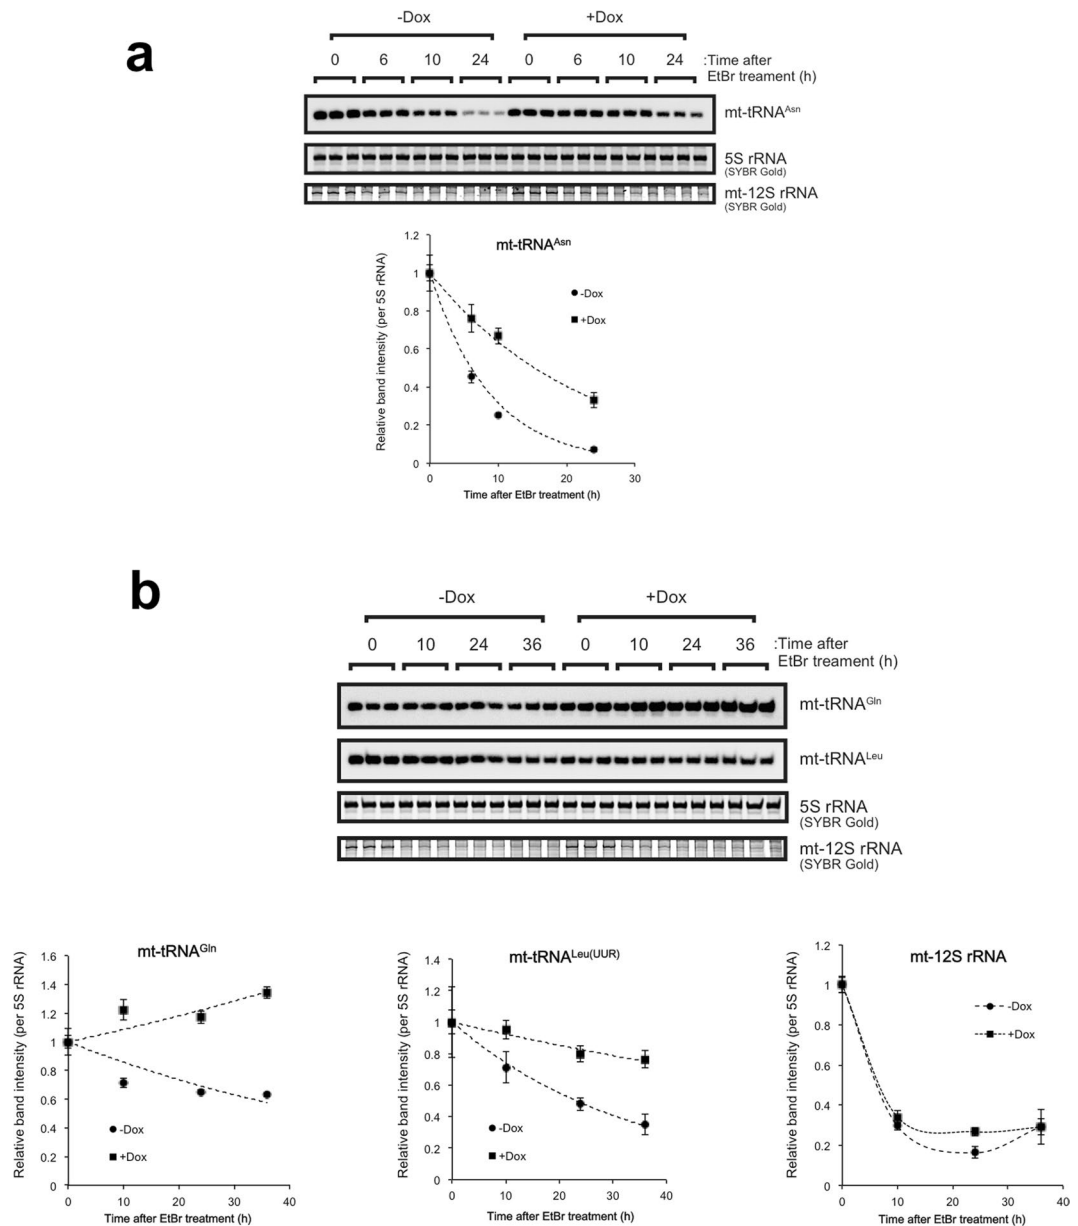 a
-Dox +Dox
0 6 10 24 0 6 10 24 :Time after
EtBr treament (h)
mt-tRNAAsn
5S rRNA
(SYBR Gold)
mt-12S rRNA
(SYBR Gold)
mt-tRNAAsn
Relative band intensity (per 5S rRNA)
1.2
1
0.8
0.6
0.4
0.2
0
-Dox
+Dox
0 10 20 30
Time after EtBr treatment (h)
b
-Dox +Dox
0 10 24 36 0 10 24 36 :Time after
EtBr treament (h)
mt-tRNAGln
mt-tRNALeu
5S rRNA
(SYBR Gold)
mt-12S rRNA
(SYBR Gold)
mt-tRNAGln
Relative band intensity (per 5S rRNA)
1.6
1.4
1.2
1.0
0.8
0.6
0.4
0.2
0
-Dox
+Dox
0 10 20 30 40
Time after EtBr treatment (h)
mt-tRNALeu(UUR)
Relative band intensity (per 5S rRNA)
1.4
1.2
1
0.8
0.6
0.4
0.2
0
-Dox
+Dox
0 10 20 30 40
Time after EtBr treatment (h)
mt-12S rRNA
Relative band intensity (per 5S rRNA)
1.2
1
0.8
0.6
0.4
0.2
0
-Dox
+Dox
0 10 20 30 40
Time after EtBr treatment (h)